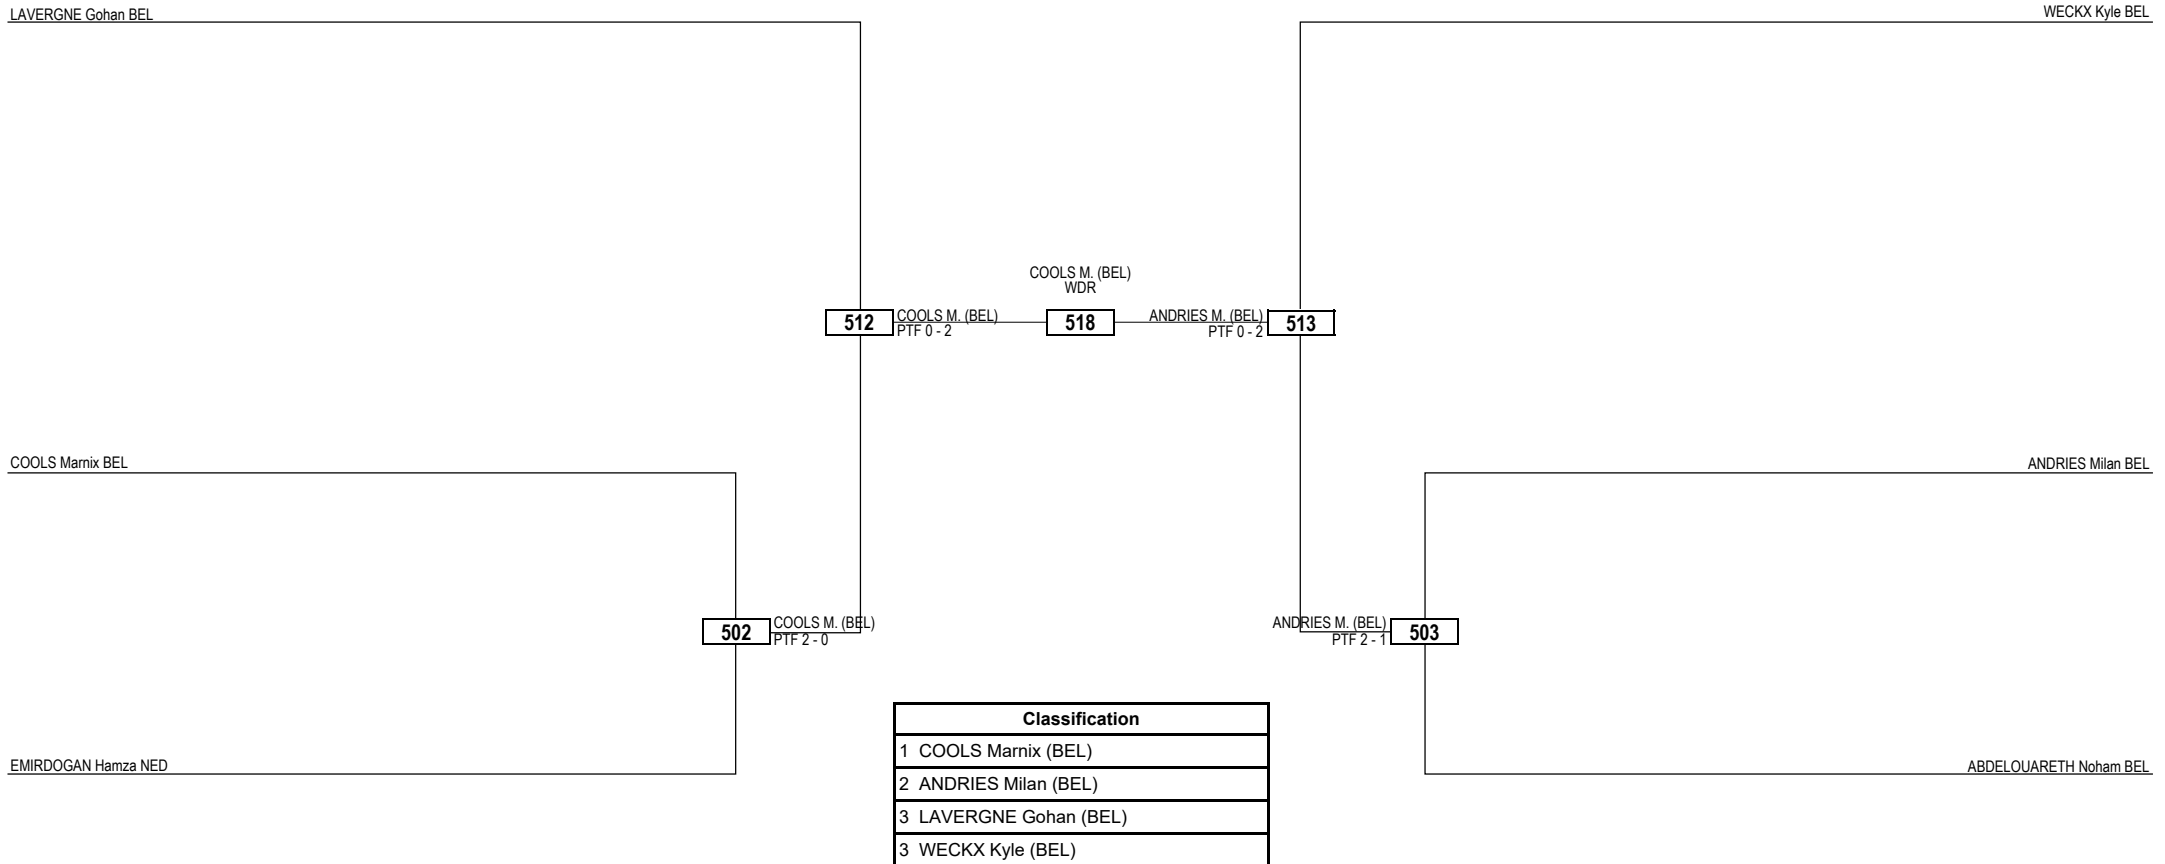 LAVERGNE Gohan BEL
WECKX Kyle BEL
COOLS M. (BEL)
WDR
512
COOLS M. (BEL)
PTF 0 - 2
518
ANDRIES M. (BEL)
PTF 0 - 2
513
COOLS Marnix BEL
ANDRIES Milan BEL
502
COOLS M. (BEL)
PTF 2 - 0
ANDRIES M. (BEL)
PTF 2 - 1
503
EMIRDOGAN Hamza NED
ABDELOUARETH Noham BEL
Classification
1 COOLS Marnix (BEL)
2 ANDRIES Milan (BEL)
3 LAVERGNE Gohan (BEL)
3 WECKX Kyle (BEL)